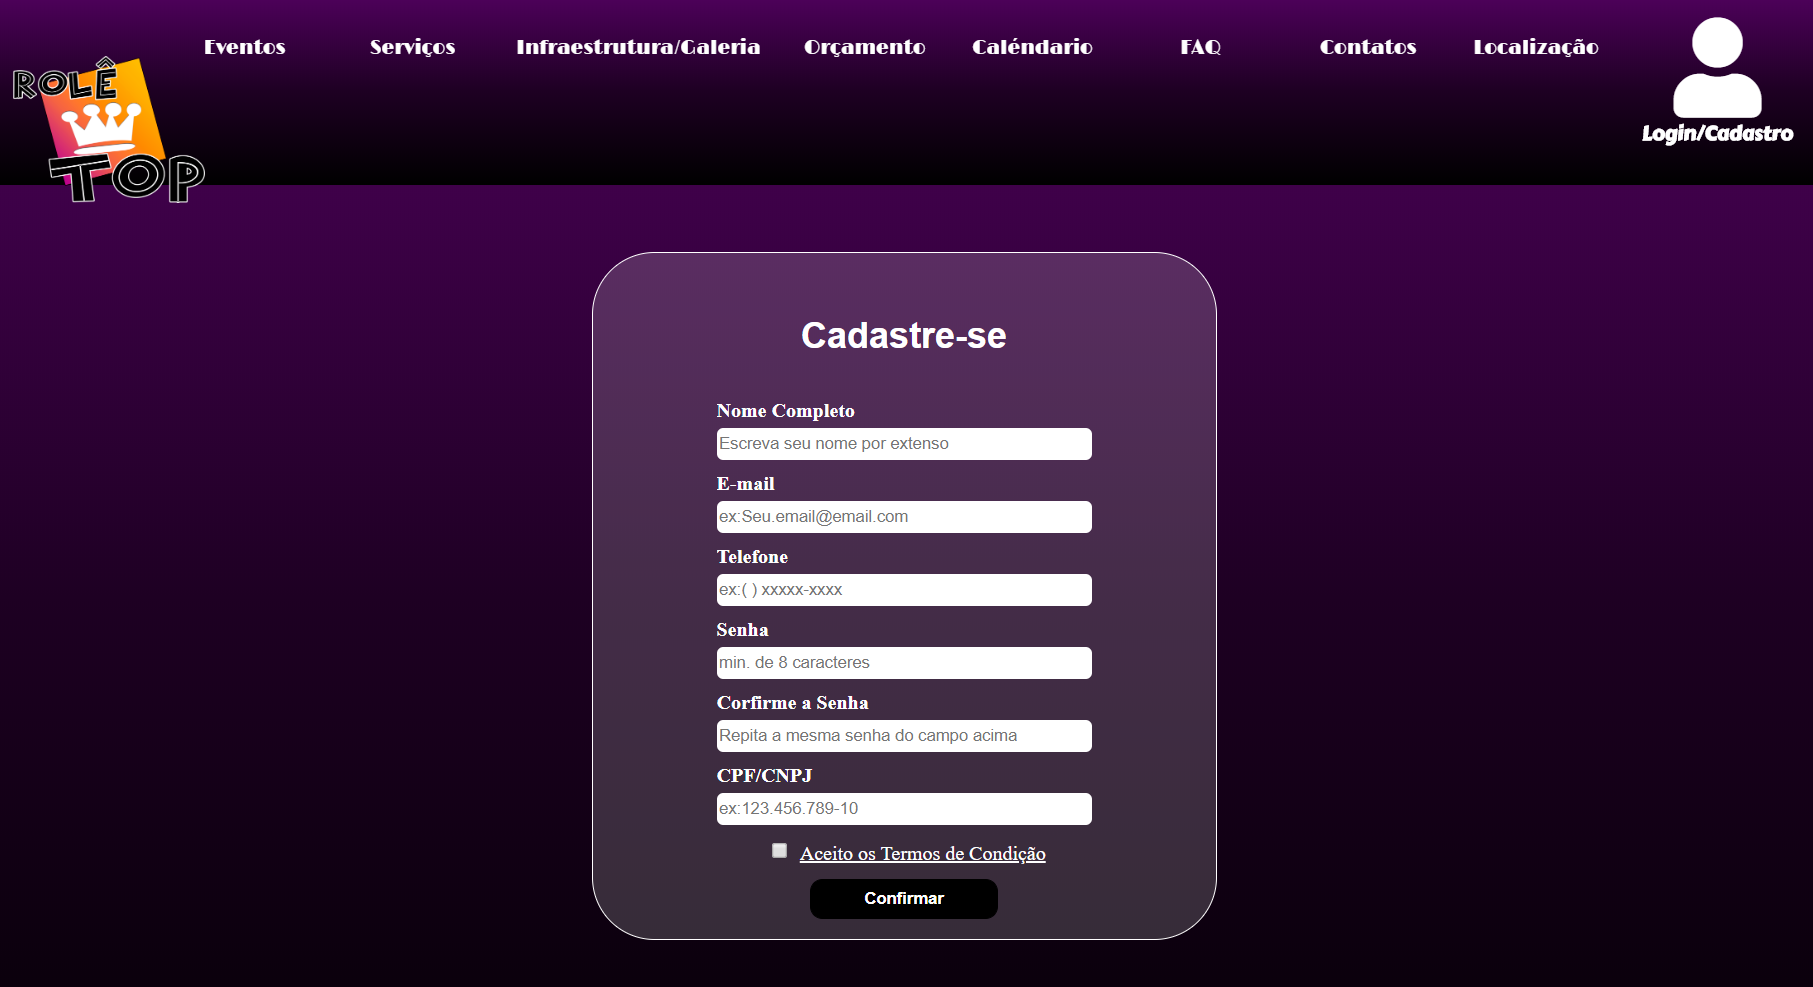 Eventos
Serviços
Infraestrutura/Galeria
Orçamento
Caléndario
FAQ
Contatos
Localização
ROLÊ
TOP
Login/Cadastro
Cadastre-se
Nome Completo
Escreva seu nome por extenso
E-mail
ex:Seu.email@email.com
Telefone
ex:( ) xxxxx-xxxx
Senha
min. de 8 caracteres
Corfirme a Senha
Repita a mesma senha do campo acima
CPF/CNPJ
ex:123.456.789-10
Aceito os Termos de Condição
Confirmar